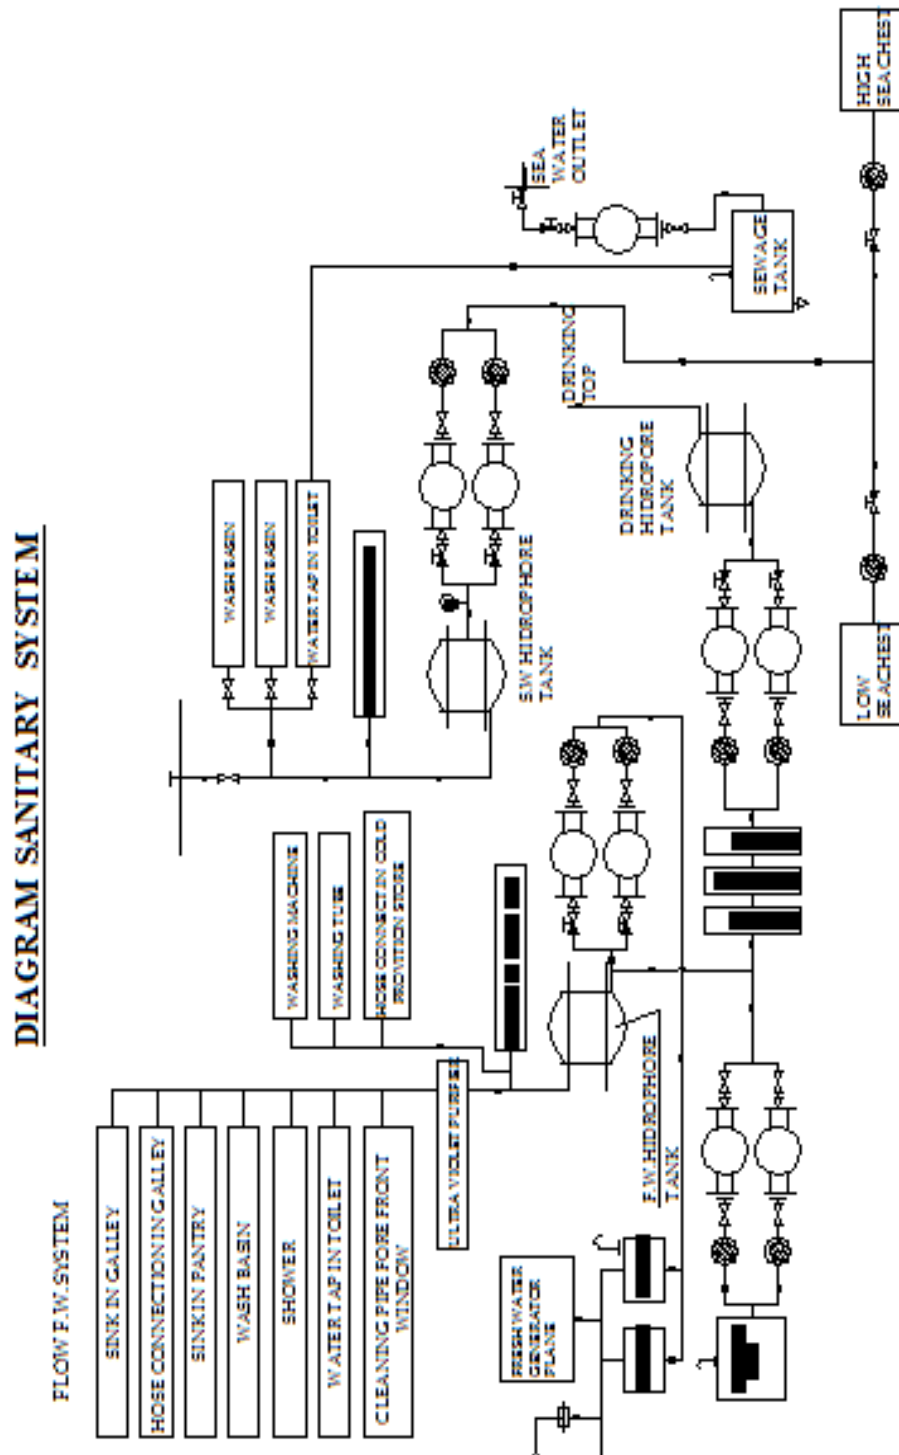 DIAGRAM SANITARY SYSTEM
FLOW F.W.SYSTEM
SINK IN GALLEY
HOSE CONNECTION IN GALLEY
SINK IN PANTRY
WASH BASIN
SHOWER
WATER TAP IN TOILET
CLEANING PIPE FORE FRONT
WINDOW
ULTRA VIOLET PURIFER
WASHING MACHINE
WASHING TUBE
HOSE CONNECT IN COLD
PROVITION STORE
WASH BASIN
WASH BASIN
WATER TAP IN TOILET
FRESH WATER
GENERATOR
PLANE
F.W.HIDROPHORE
TANK
S.W HIDROPHORE
TANK
SEA
WATER
OUTLET
DRINKING
TOP
DRINKING
HIDROPORE
TANK
SEWAGE
TANK
LOW
SEACHEST
HIGH
SEACHEST